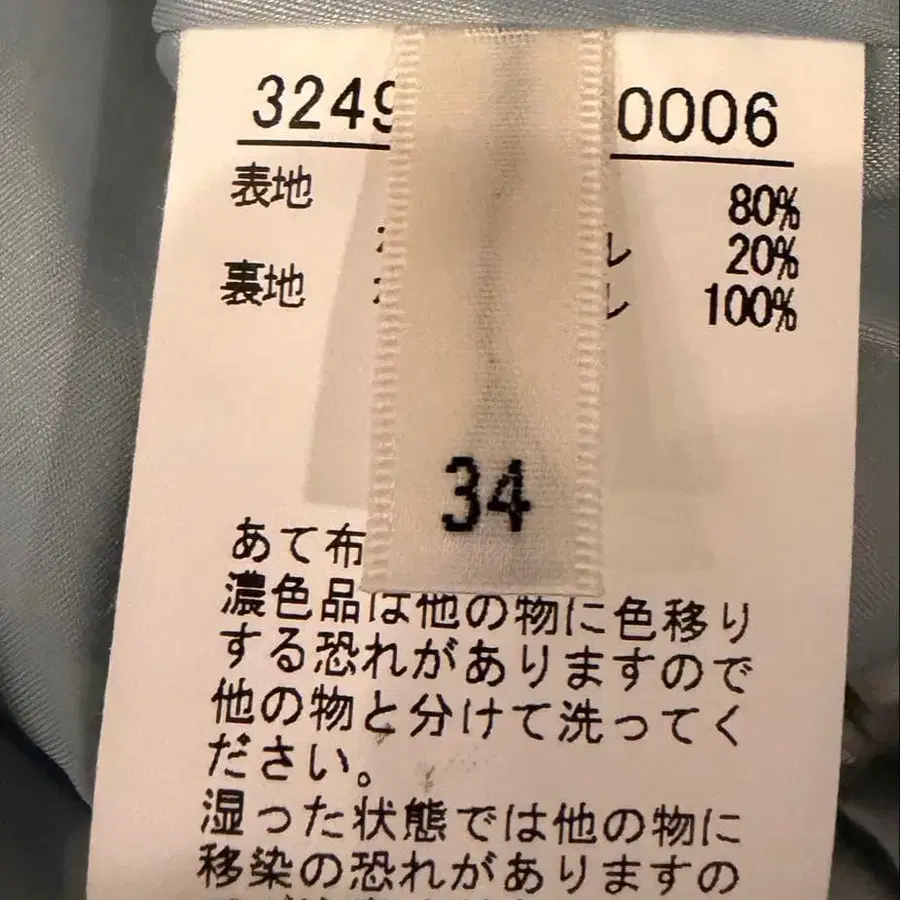 3249
0006
表地
80%
ル 20%
裏地
ル 100%
34
あて布
濃色品は他の物に色移り
する恐れがありますので
他の物と分けて洗ってく
ださい。
湿った状態では他の物に
移染の恐れがありますの